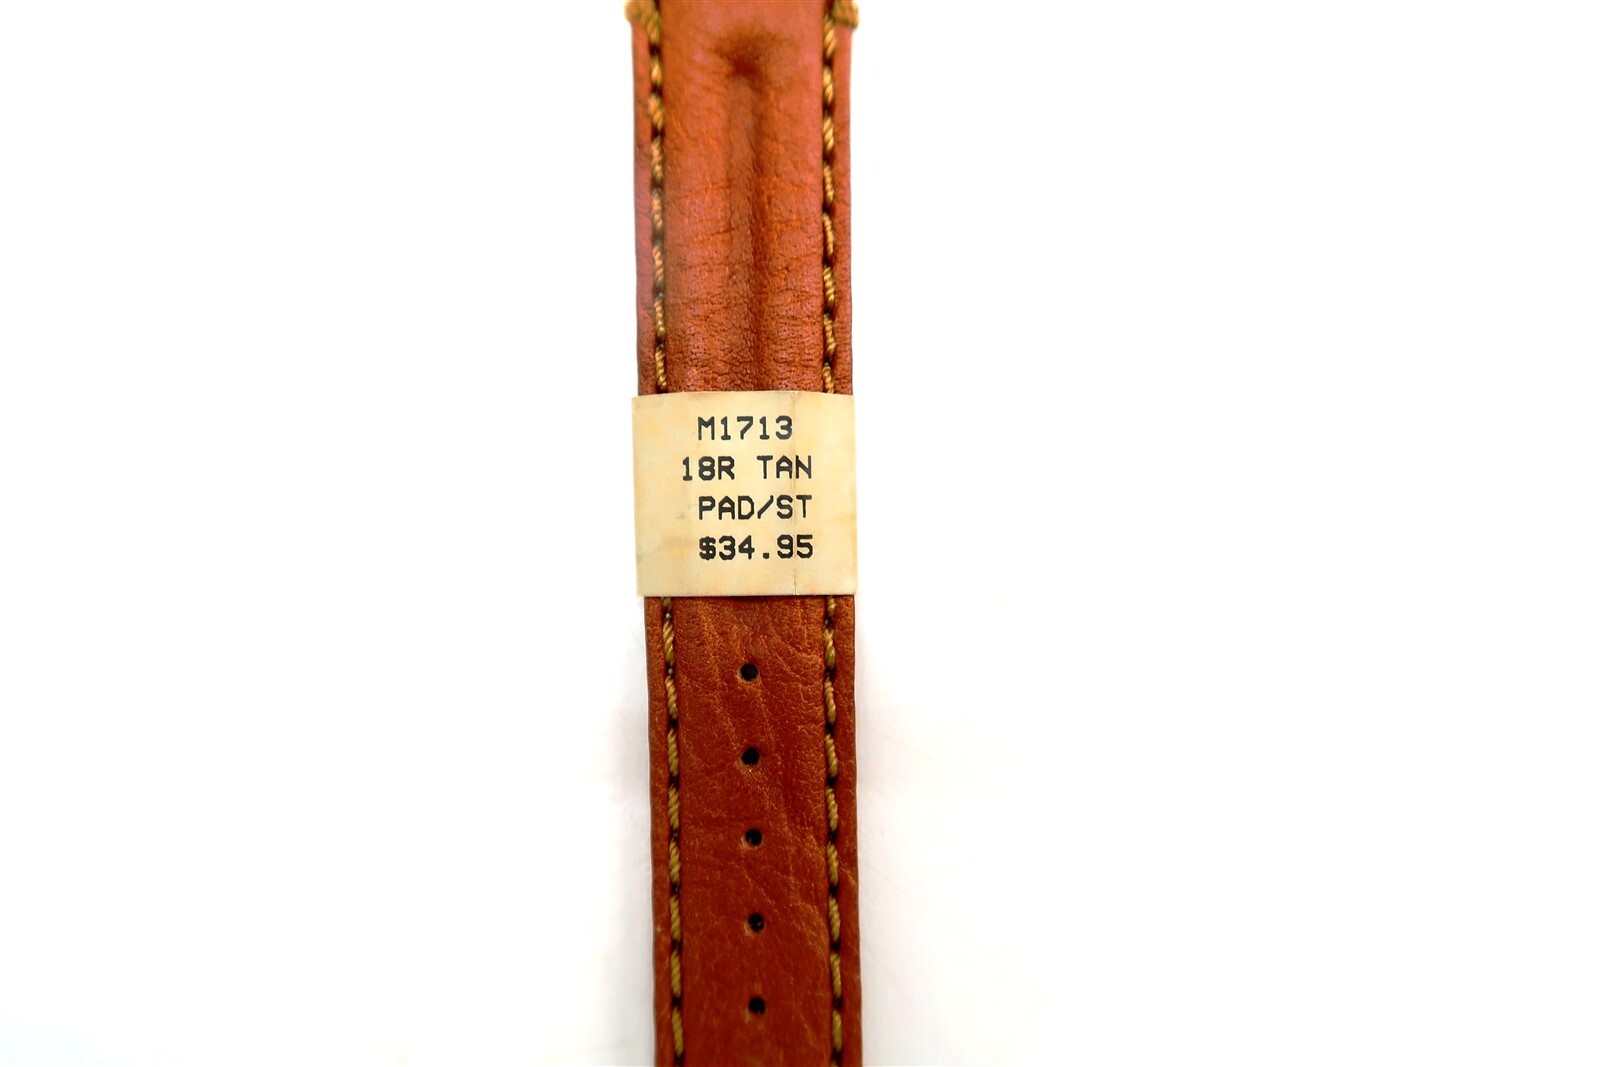 M1713
18R TAN
PAD/ST
$34.95